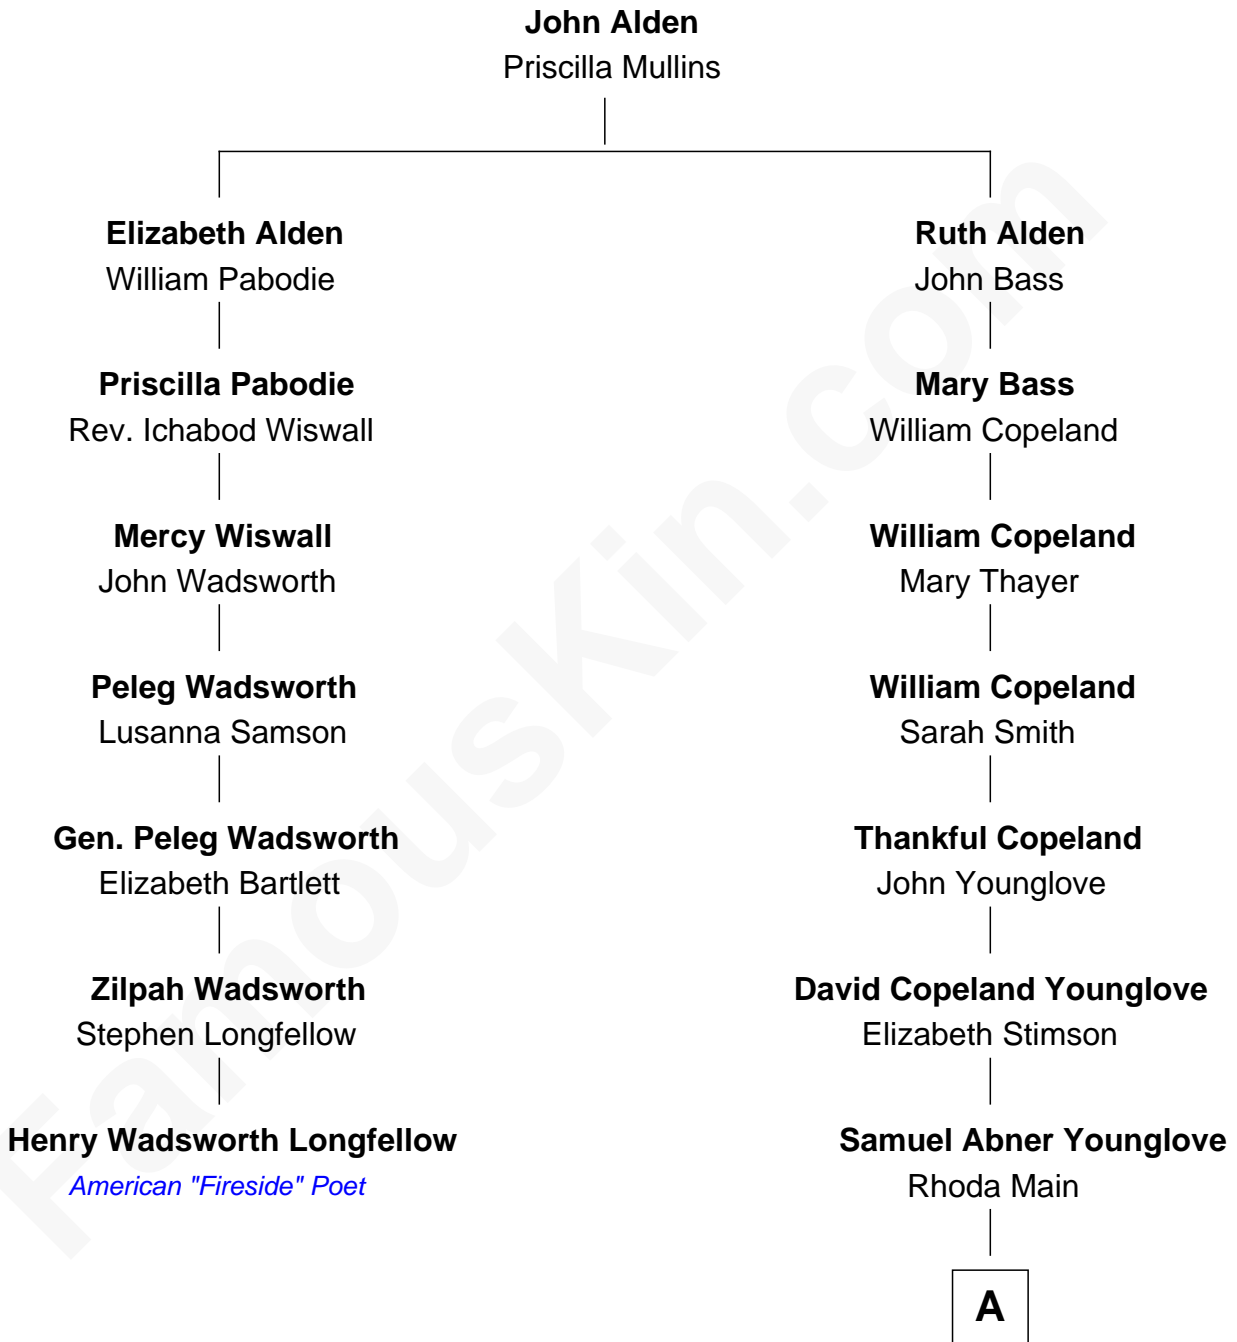 John Alden
Priscilla Mullins
Elizabeth Alden
William Pabodie
Ruth Alden
John Bass
Priscilla Pabodie
Rev. Ichabod Wiswall
Mary Bass
William Copeland
Mercy Wiswall
John Wadsworth
William Copeland
Mary Thayer
Peleg Wadsworth
Lusanna Samson
William Copeland
Sarah Smith
Gen. Peleg Wadsworth
Elizabeth Bartlett
Thankful Copeland
John Younglove
Zilpah Wadsworth
Stephen Longfellow
David Copeland Younglove
Elizabeth Stimson
Henry Wadsworth Longfellow
American "Fireside" Poet
Samuel Abner Younglove
Rhoda Main
A
FamousKin.com